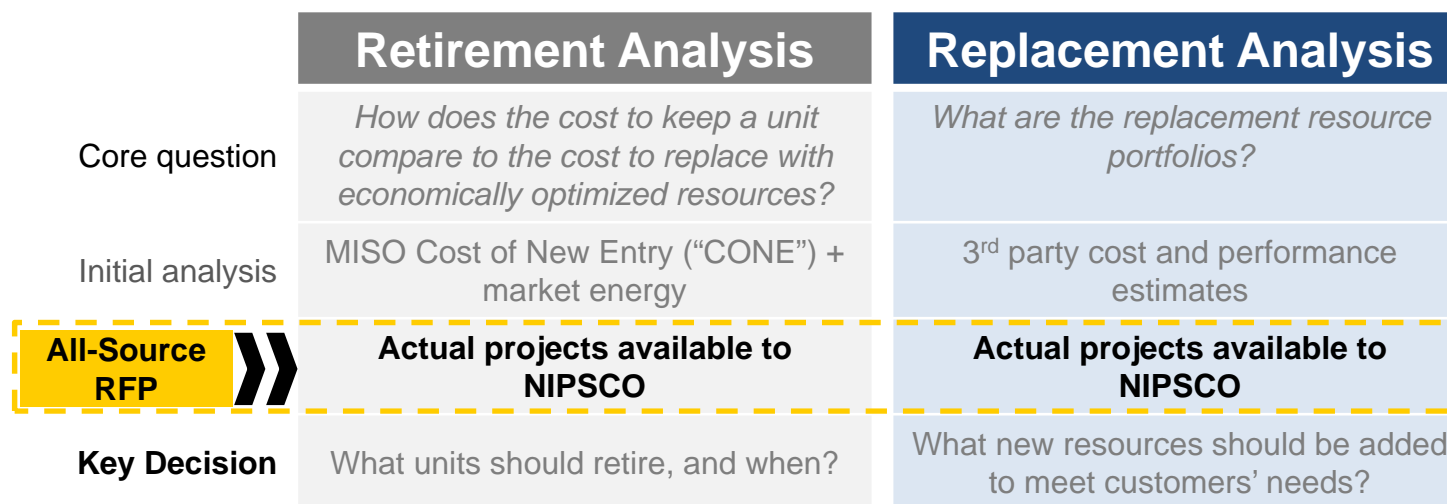 Retirement Analysis
Replacement Analysis
Core question
How does the cost to keep a unit
compare to the cost to replace with
economically optimized resources?
What are the replacement resource
portfolios?
Initial analysis
MISO Cost of New Entry (“CONE”) +
market energy
3rd party cost and performance
estimates
All-Source
RFP
Actual projects available to
NIPSCO
Actual projects available to
NIPSCO
Key Decision
What units should retire, and when?
What new resources should be added
to meet customers’ needs?